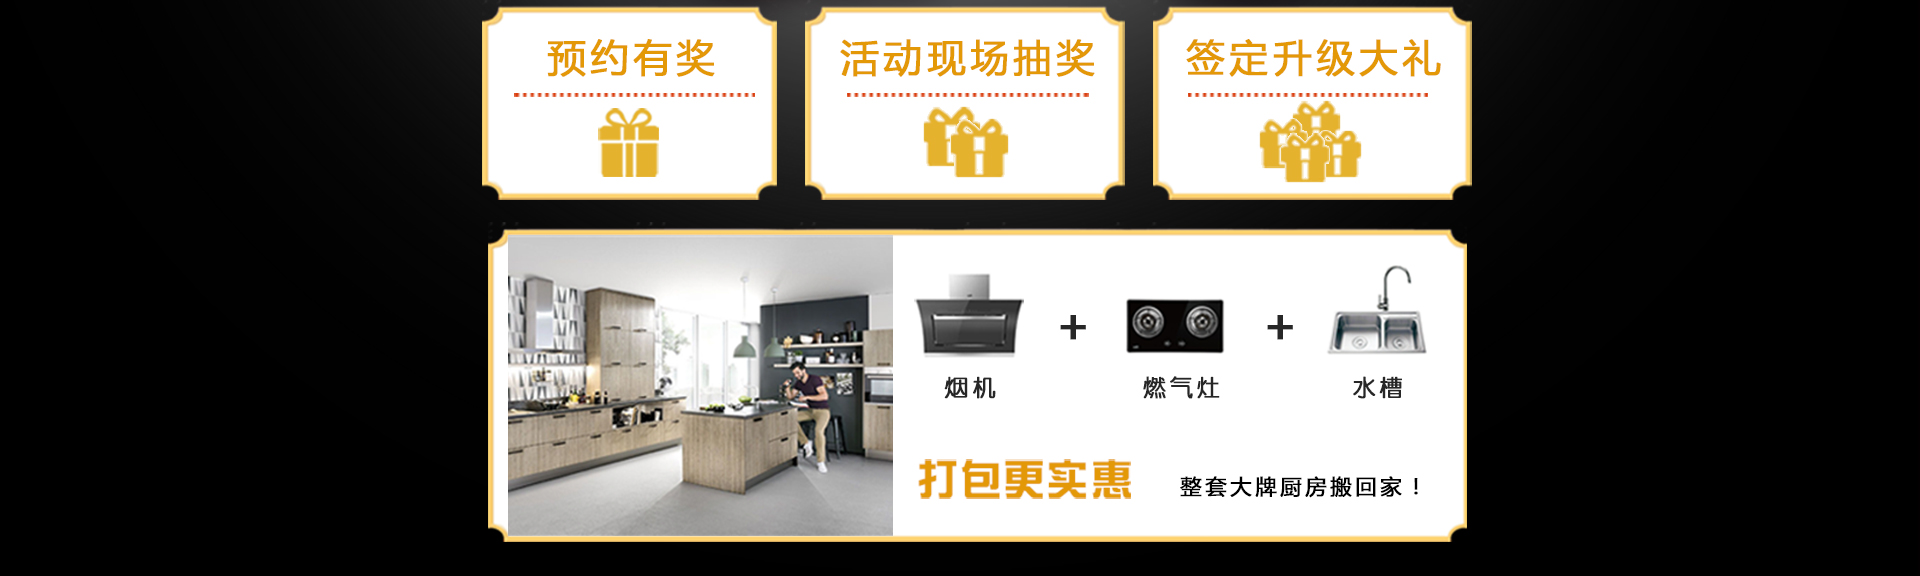 预约有奖
活动现场抽奖
签定升级大礼
烟机
+
燃气灶
+
水槽
打包更实惠
整套大牌厨房搬回家！